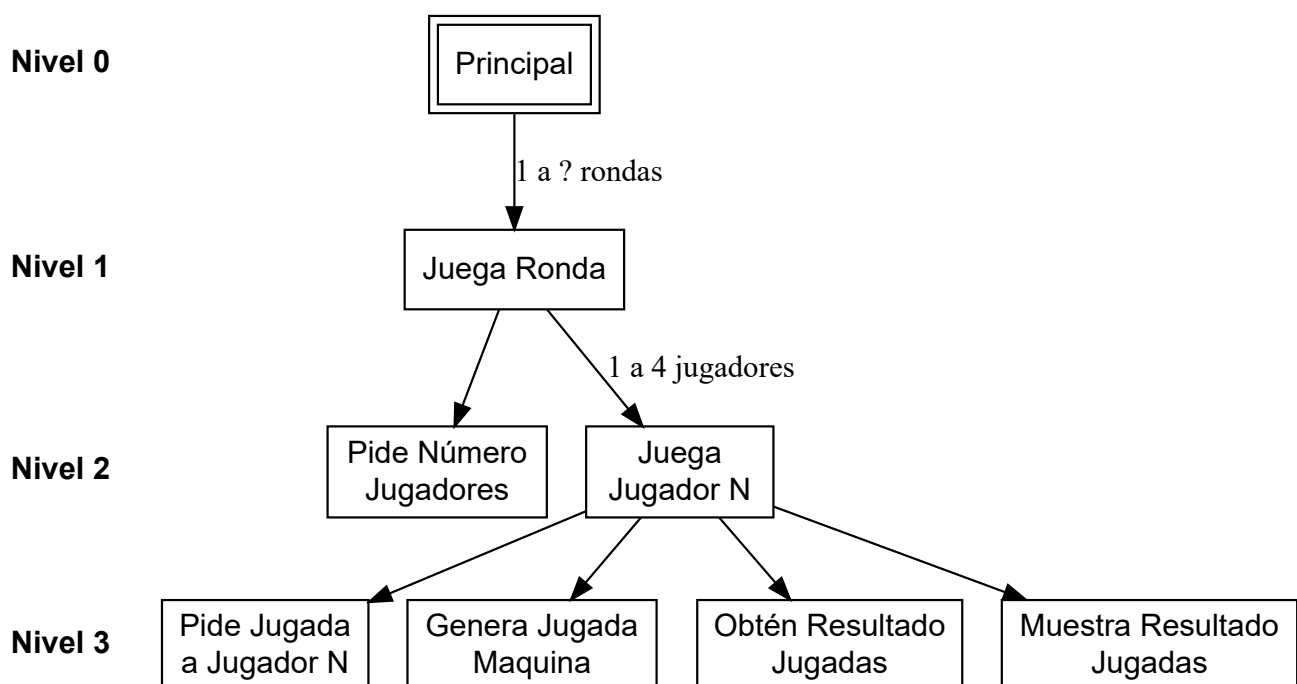 Nivel 0
Principal
1 a ? rondas
Nivel 1
Juega Ronda
1 a 4 jugadores
Nivel 2
Pide Número
Jugadores
Juega
Jugador N
Nivel 3
Pide Jugada
a Jugador N
Genera Jugada
Maquina
Obtén Resultado
Jugadas
Muestra Resultado
Jugadas